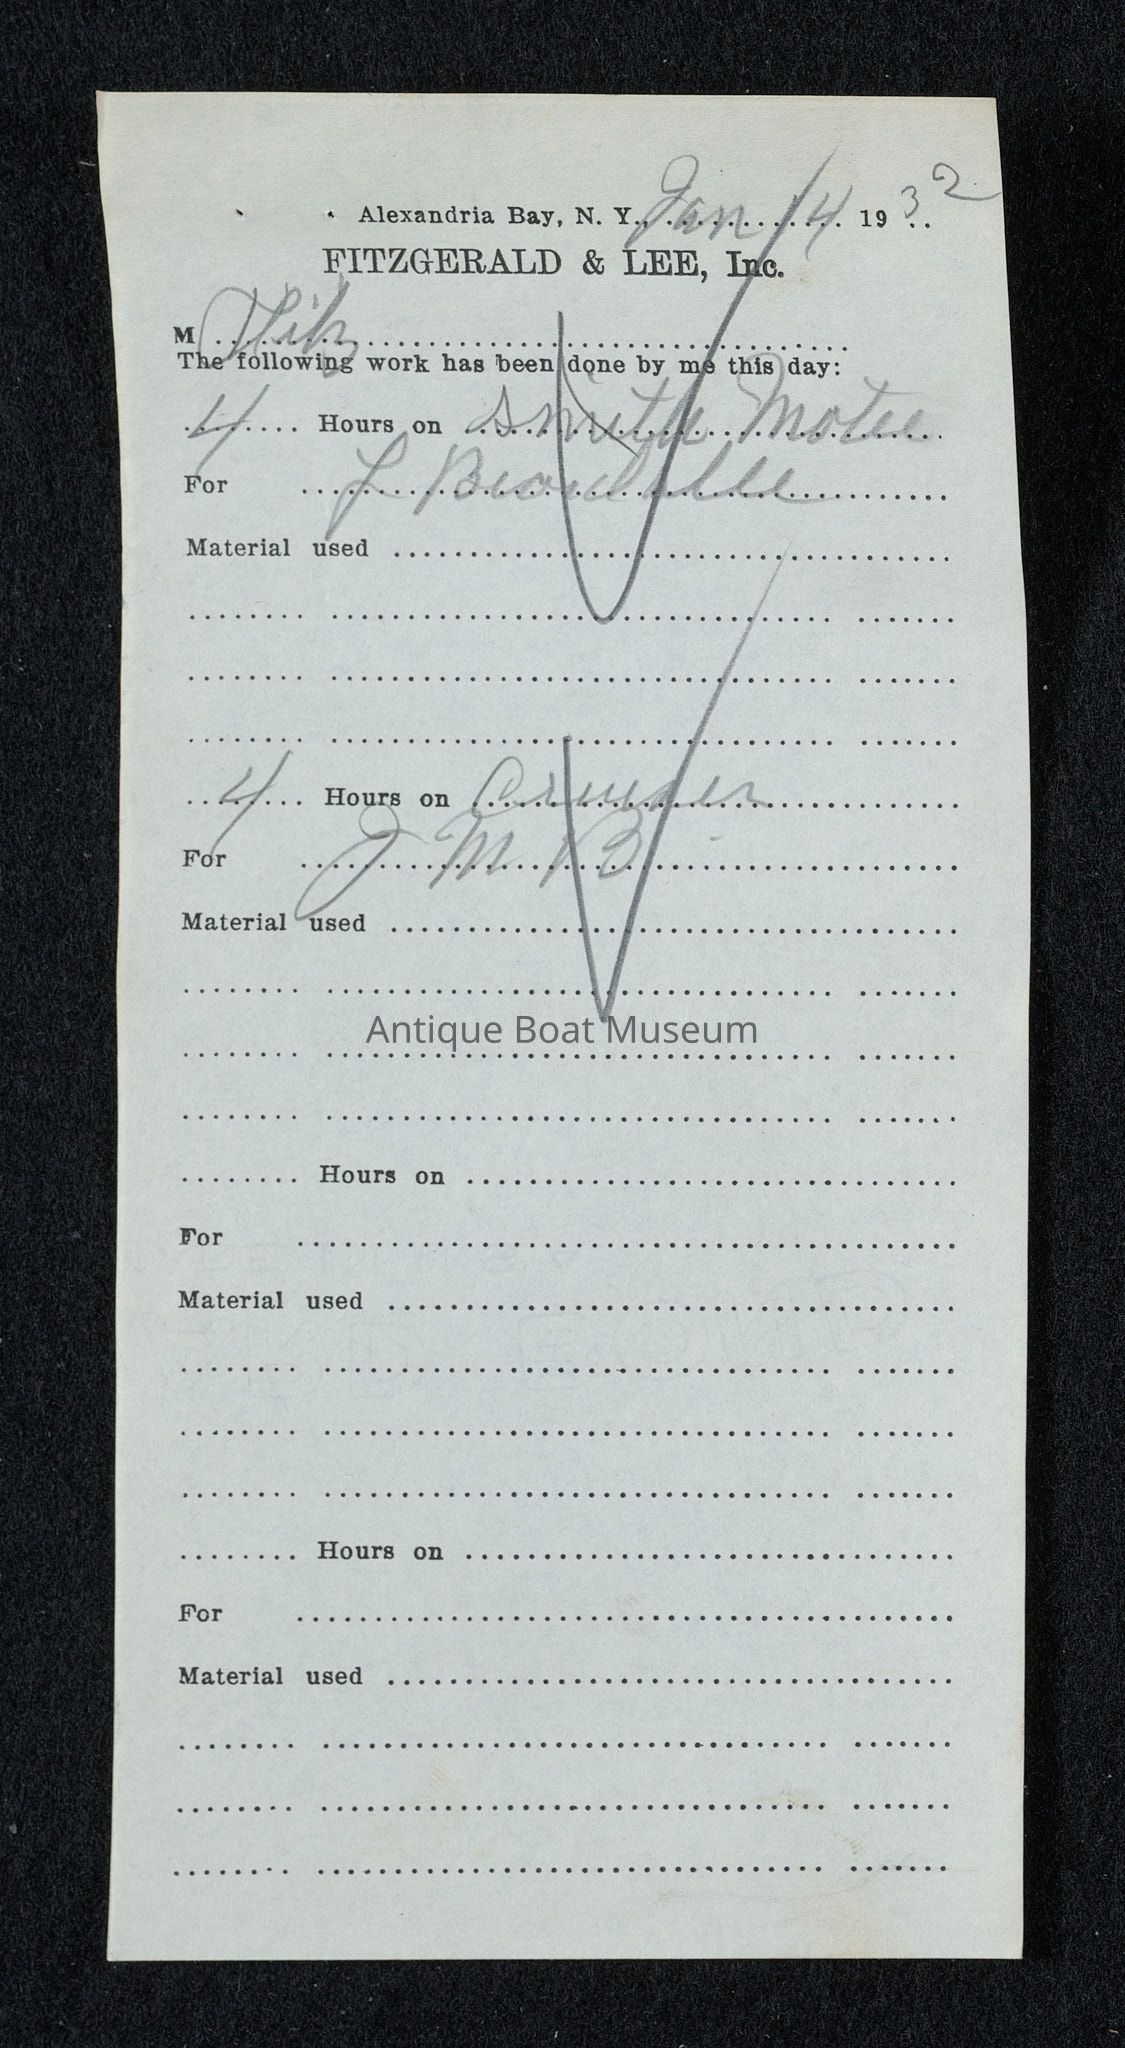 Alexandria Bay, N. Y., Jan 14 1932
FITZGERALD & LEE, Inc.
M
The following work has been done by me this day:
4 Hours on Smith Motee
For J
Material used
4 Hours on Cruiser
For J M B
Material used
Antique Boat Museum
Hours on
For
Material used
Hours on
For
Material used